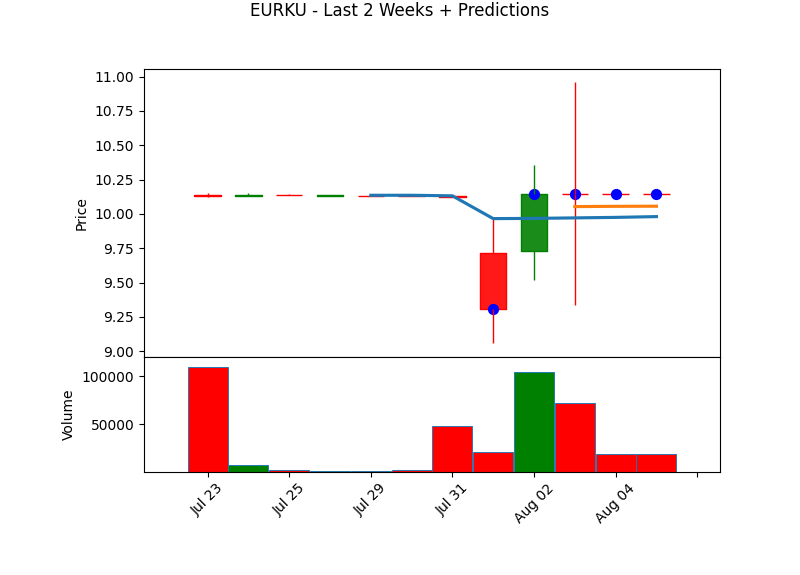 EURKU - Last 2 Weeks + Predictions
11.00
10.75
10.50
10.25
10.00
9.75
9.50
9.25
9.00
Price
100000
50000
Volume
Jul 23
Jul 25
Jul 29
Jul 31
Aug 02
Aug 04